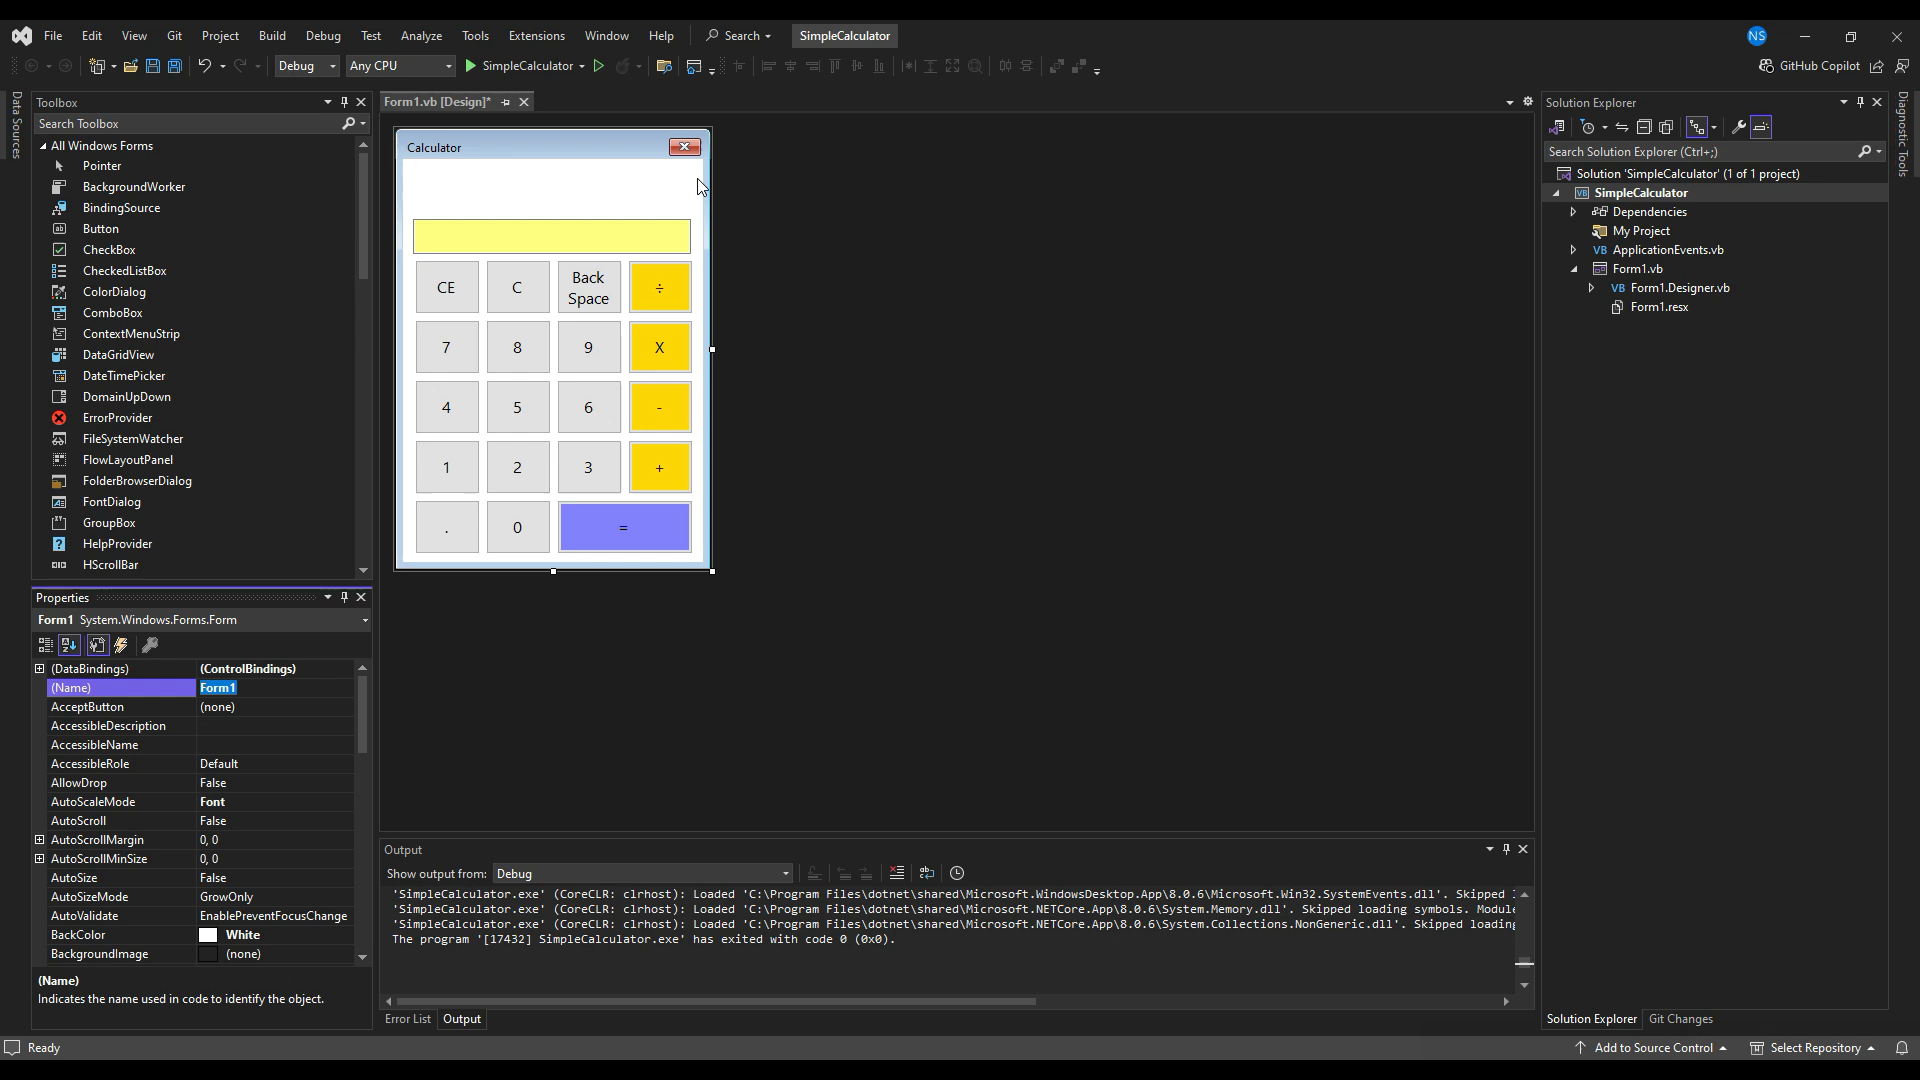 File Edit View Git Project Build Debug Test Analyze Tools Extensions Window Help Search SimpleCalculator NS
Debug Any CPU SimpleCalculator GitHub Copilot
Data Sources
Toolbox
Search Toolbox
All Windows Forms
Pointer
BackgroundWorker
BindingSource
Button
CheckBox
CheckedListBox
ColorDialog
ComboBox
ContextMenuStrip
DataGridView
DateTimePicker
DomainUpDown
ErrorProvider
FileSystemWatcher
FlowLayoutPanel
FolderBrowserDialog
FontDialog
GroupBox
HelpProvider
HScrollBar
Properties
Form1 System.Windows.Forms.Form
(DataBindings) (ControlBindings)
(Name) Form1
AcceptButton (none)
AccessibleDescription
AccessibleName
AccessibleRole Default
AllowDrop False
AutoScaleMode Font
AutoScroll False
AutoScrollMargin 0, 0
AutoScrollMinSize 0, 0
AutoSize False
AutoSizeMode GrowOnly
AutoValidate EnablePreventFocusChange
BackColor White
BackgroundImage (none)
(Name)
Indicates the name used in code to identify the object.
Form1.vb [Design]*
Calculator
CE C Back Space ÷
7 8 9 X
4 5 6 -
1 2 3 +
. 0 =
Output
Show output from: Debug
'SimpleCalculator.exe' (CoreCLR: clrhost): Loaded 'C:\Program Files\dotnet\shared\Microsoft.WindowsDesktop.App\8.0.6\Microsoft.Win32.SystemEvents.dll'. Skipped
'SimpleCalculator.exe' (CoreCLR: clrhost): Loaded 'C:\Program Files\dotnet\shared\Microsoft.NETCore.App\8.0.6\System.Memory.dll'. Skipped loading symbols. Module
'SimpleCalculator.exe' (CoreCLR: clrhost): Loaded 'C:\Program Files\dotnet\shared\Microsoft.NETCore.App\8.0.6\System.Collections.NonGeneric.dll'. Skipped loading
The program '[17432] SimpleCalculator.exe' has exited with code 0 (0x0).
Error List Output
Solution Explorer
Search Solution Explorer (Ctrl+;)
Solution 'SimpleCalculator' (1 of 1 project)
SimpleCalculator
Dependencies
My Project
ApplicationEvents.vb
Form1.vb
Form1.Designer.vb
Form1.resx
Solution Explorer Git Changes
Diagnostic Tools
Ready Add to Source Control Select Repository